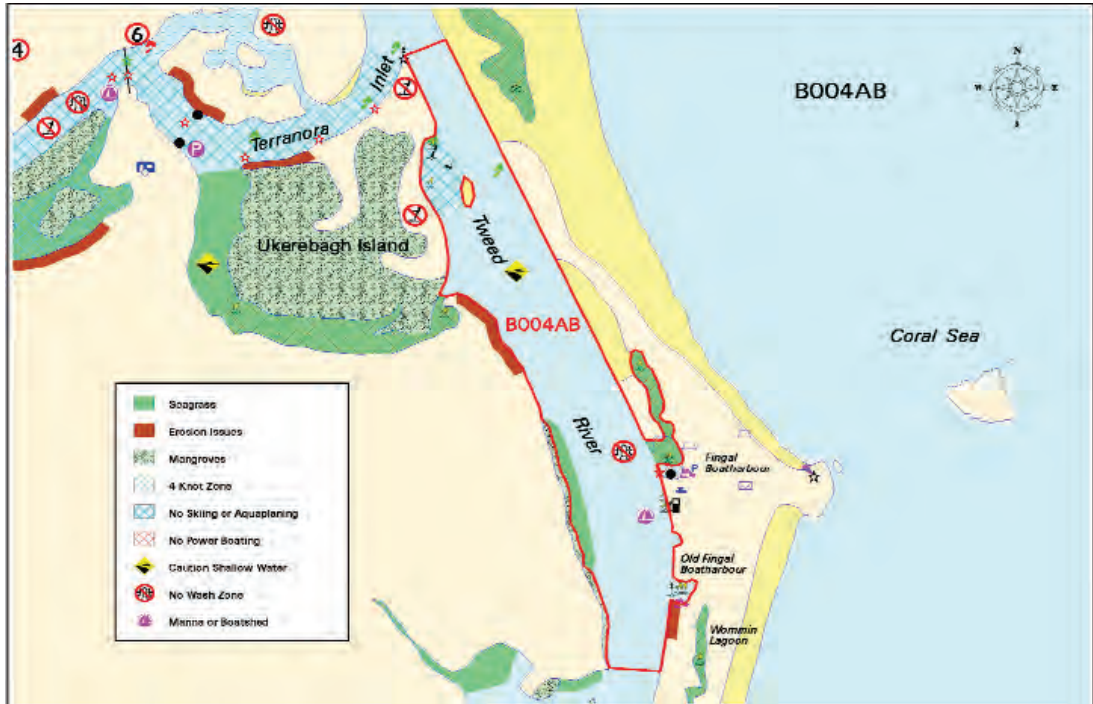 4
6
B004AB
N
W
E
S
Inlet
Terranora
P
Ukerebagh Island
Tweed
B004AB
Coral Sea
River
Fingal
Boatharbour
P
Old Fingal
Boatharbour
Wommin
Lagoon
Seagrass
Erosion Issues
Mangroves
4 Knot Zone
No Skiing or Aquaplaning
No Power Boating
Caution Shallow Water
No Wash Zone
Marina or Boatshed